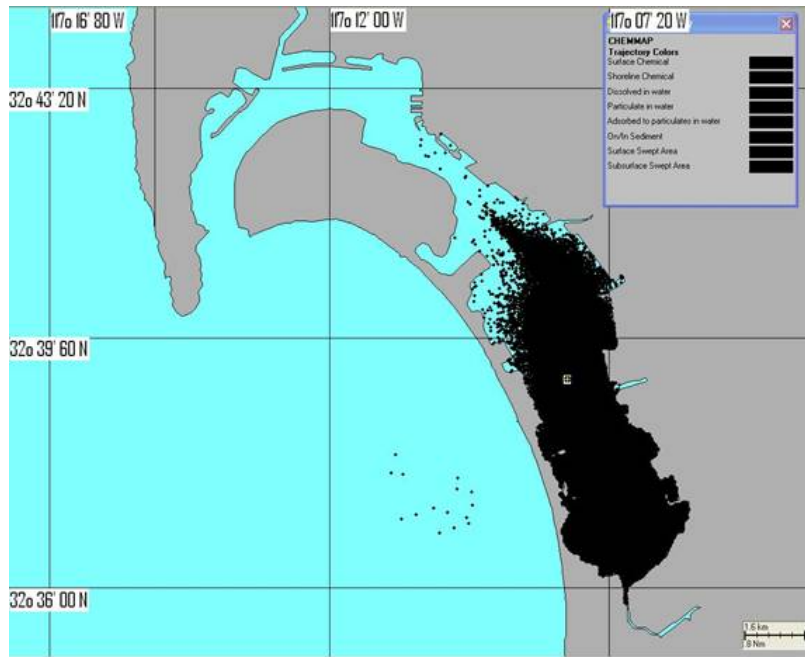 117o 16' 80 W
117o 12' 00 W
117o 07' 20 W
CHEMMAP
Trajectory Colors
Surface Chemical
Shoreline Chemical
Dissolved in water
Particulate in water
Adsorbed to particulates in water
On/In Sediment
Surface Swept Area
Subsurface Swept Area
32o 43' 20 N
32o 39' 60 N
32o 36' 00 N
1.6 km
.8 Nm